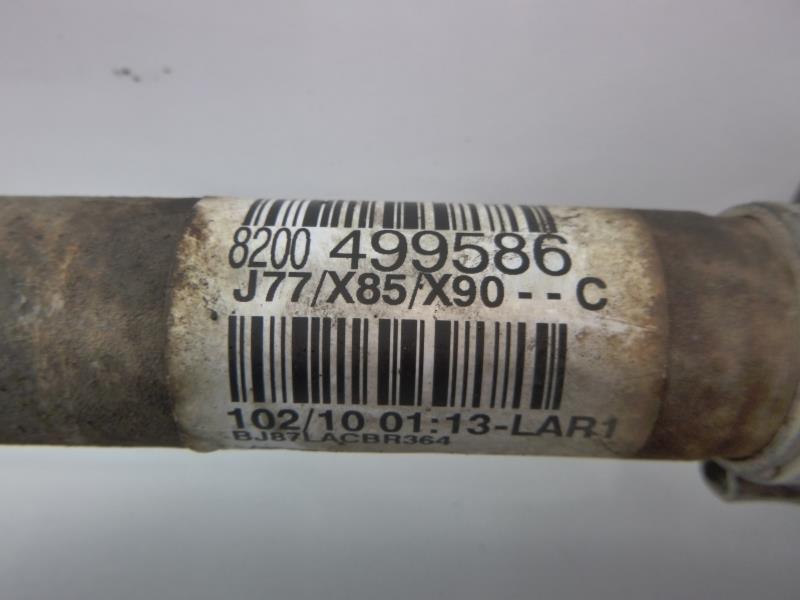 8200 499586
J77/X85/X90 - - C
102/10 01:13-LAR1
BJ87LACBR364